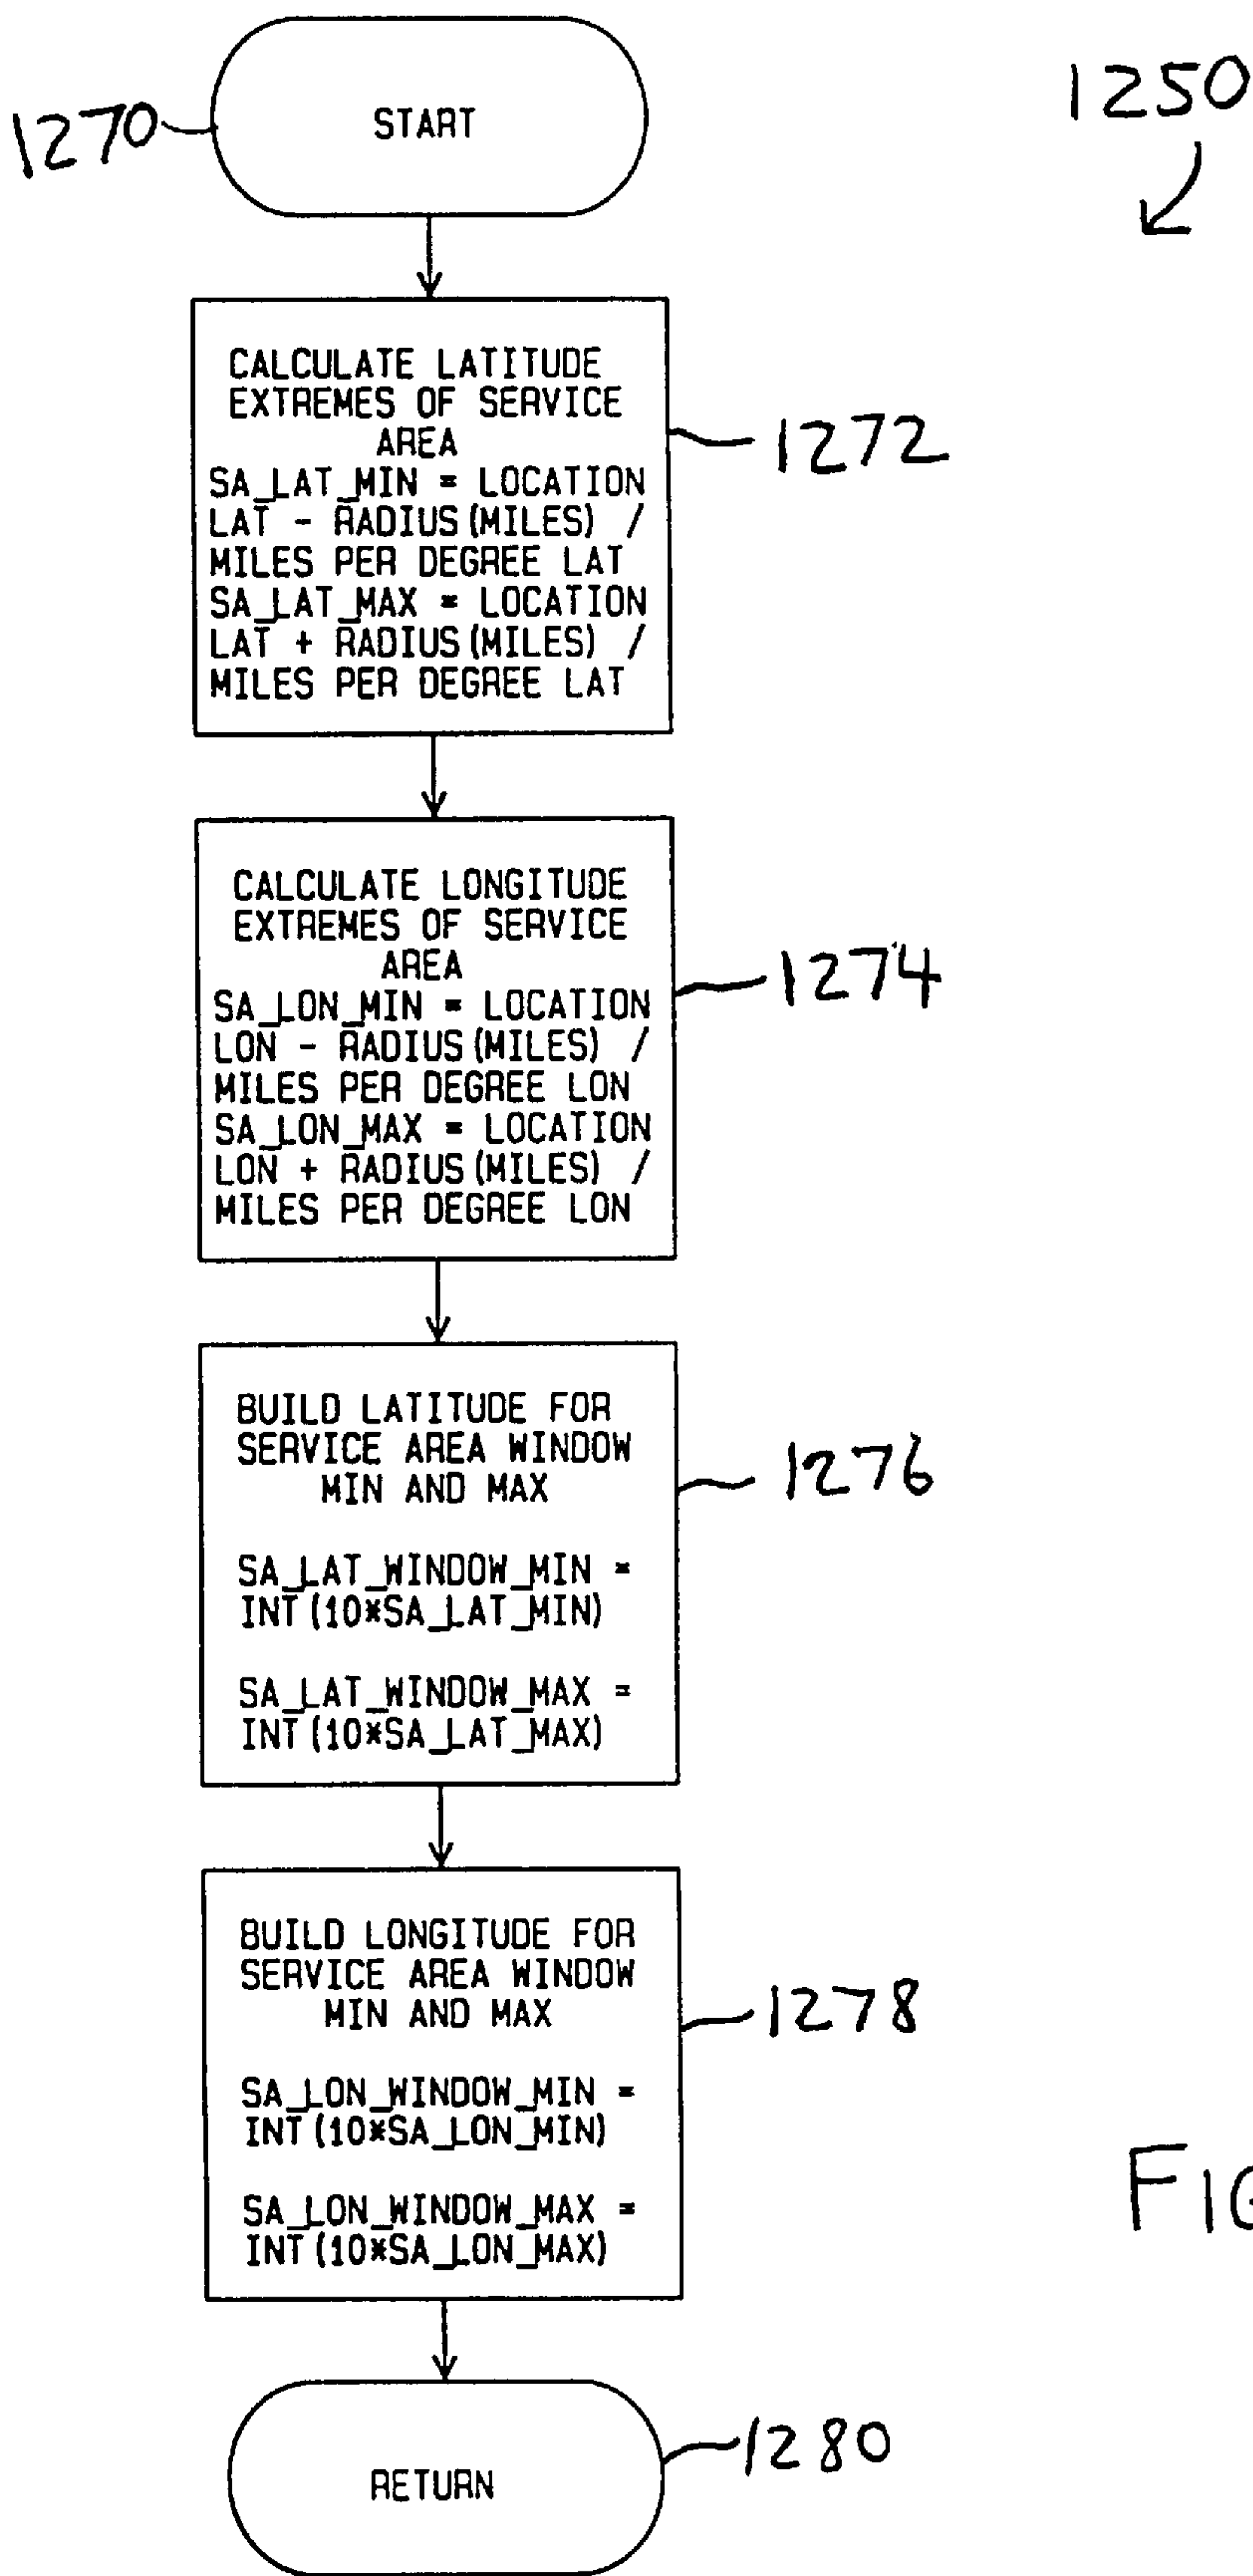 1250
1270
START
CALCULATE LATITUDE
EXTREMES OF SERVICE
AREA
SA_LAT_MIN = LOCATION
LAT - RADIUS(MILES) /
MILES PER DEGREE LAT
SA_LAT_MAX = LOCATION
LAT + RADIUS(MILES) /
MILES PER DEGREE LAT
1272
CALCULATE LONGITUDE
EXTREMES OF SERVICE
AREA
SA_LON_MIN = LOCATION
LON - RADIUS(MILES) /
MILES PER DEGREE LON
SA_LON_MAX = LOCATION
LON + RADIUS(MILES) /
MILES PER DEGREE LON
1274
BUILD LATITUDE FOR
SERVICE AREA WINDOW
MIN AND MAX
SA_LAT_WINDOW_MIN =
INT(10*SA_LAT_MIN)
SA_LAT_WINDOW_MAX =
INT(10*SA_LAT_MAX)
1276
BUILD LONGITUDE FOR
SERVICE AREA WINDOW
MIN AND MAX
SA_LON_WINDOW_MIN =
INT(10*SA_LON_MIN)
SA_LON_WINDOW_MAX =
INT(10*SA_LON_MAX)
1278
RETURN
1280